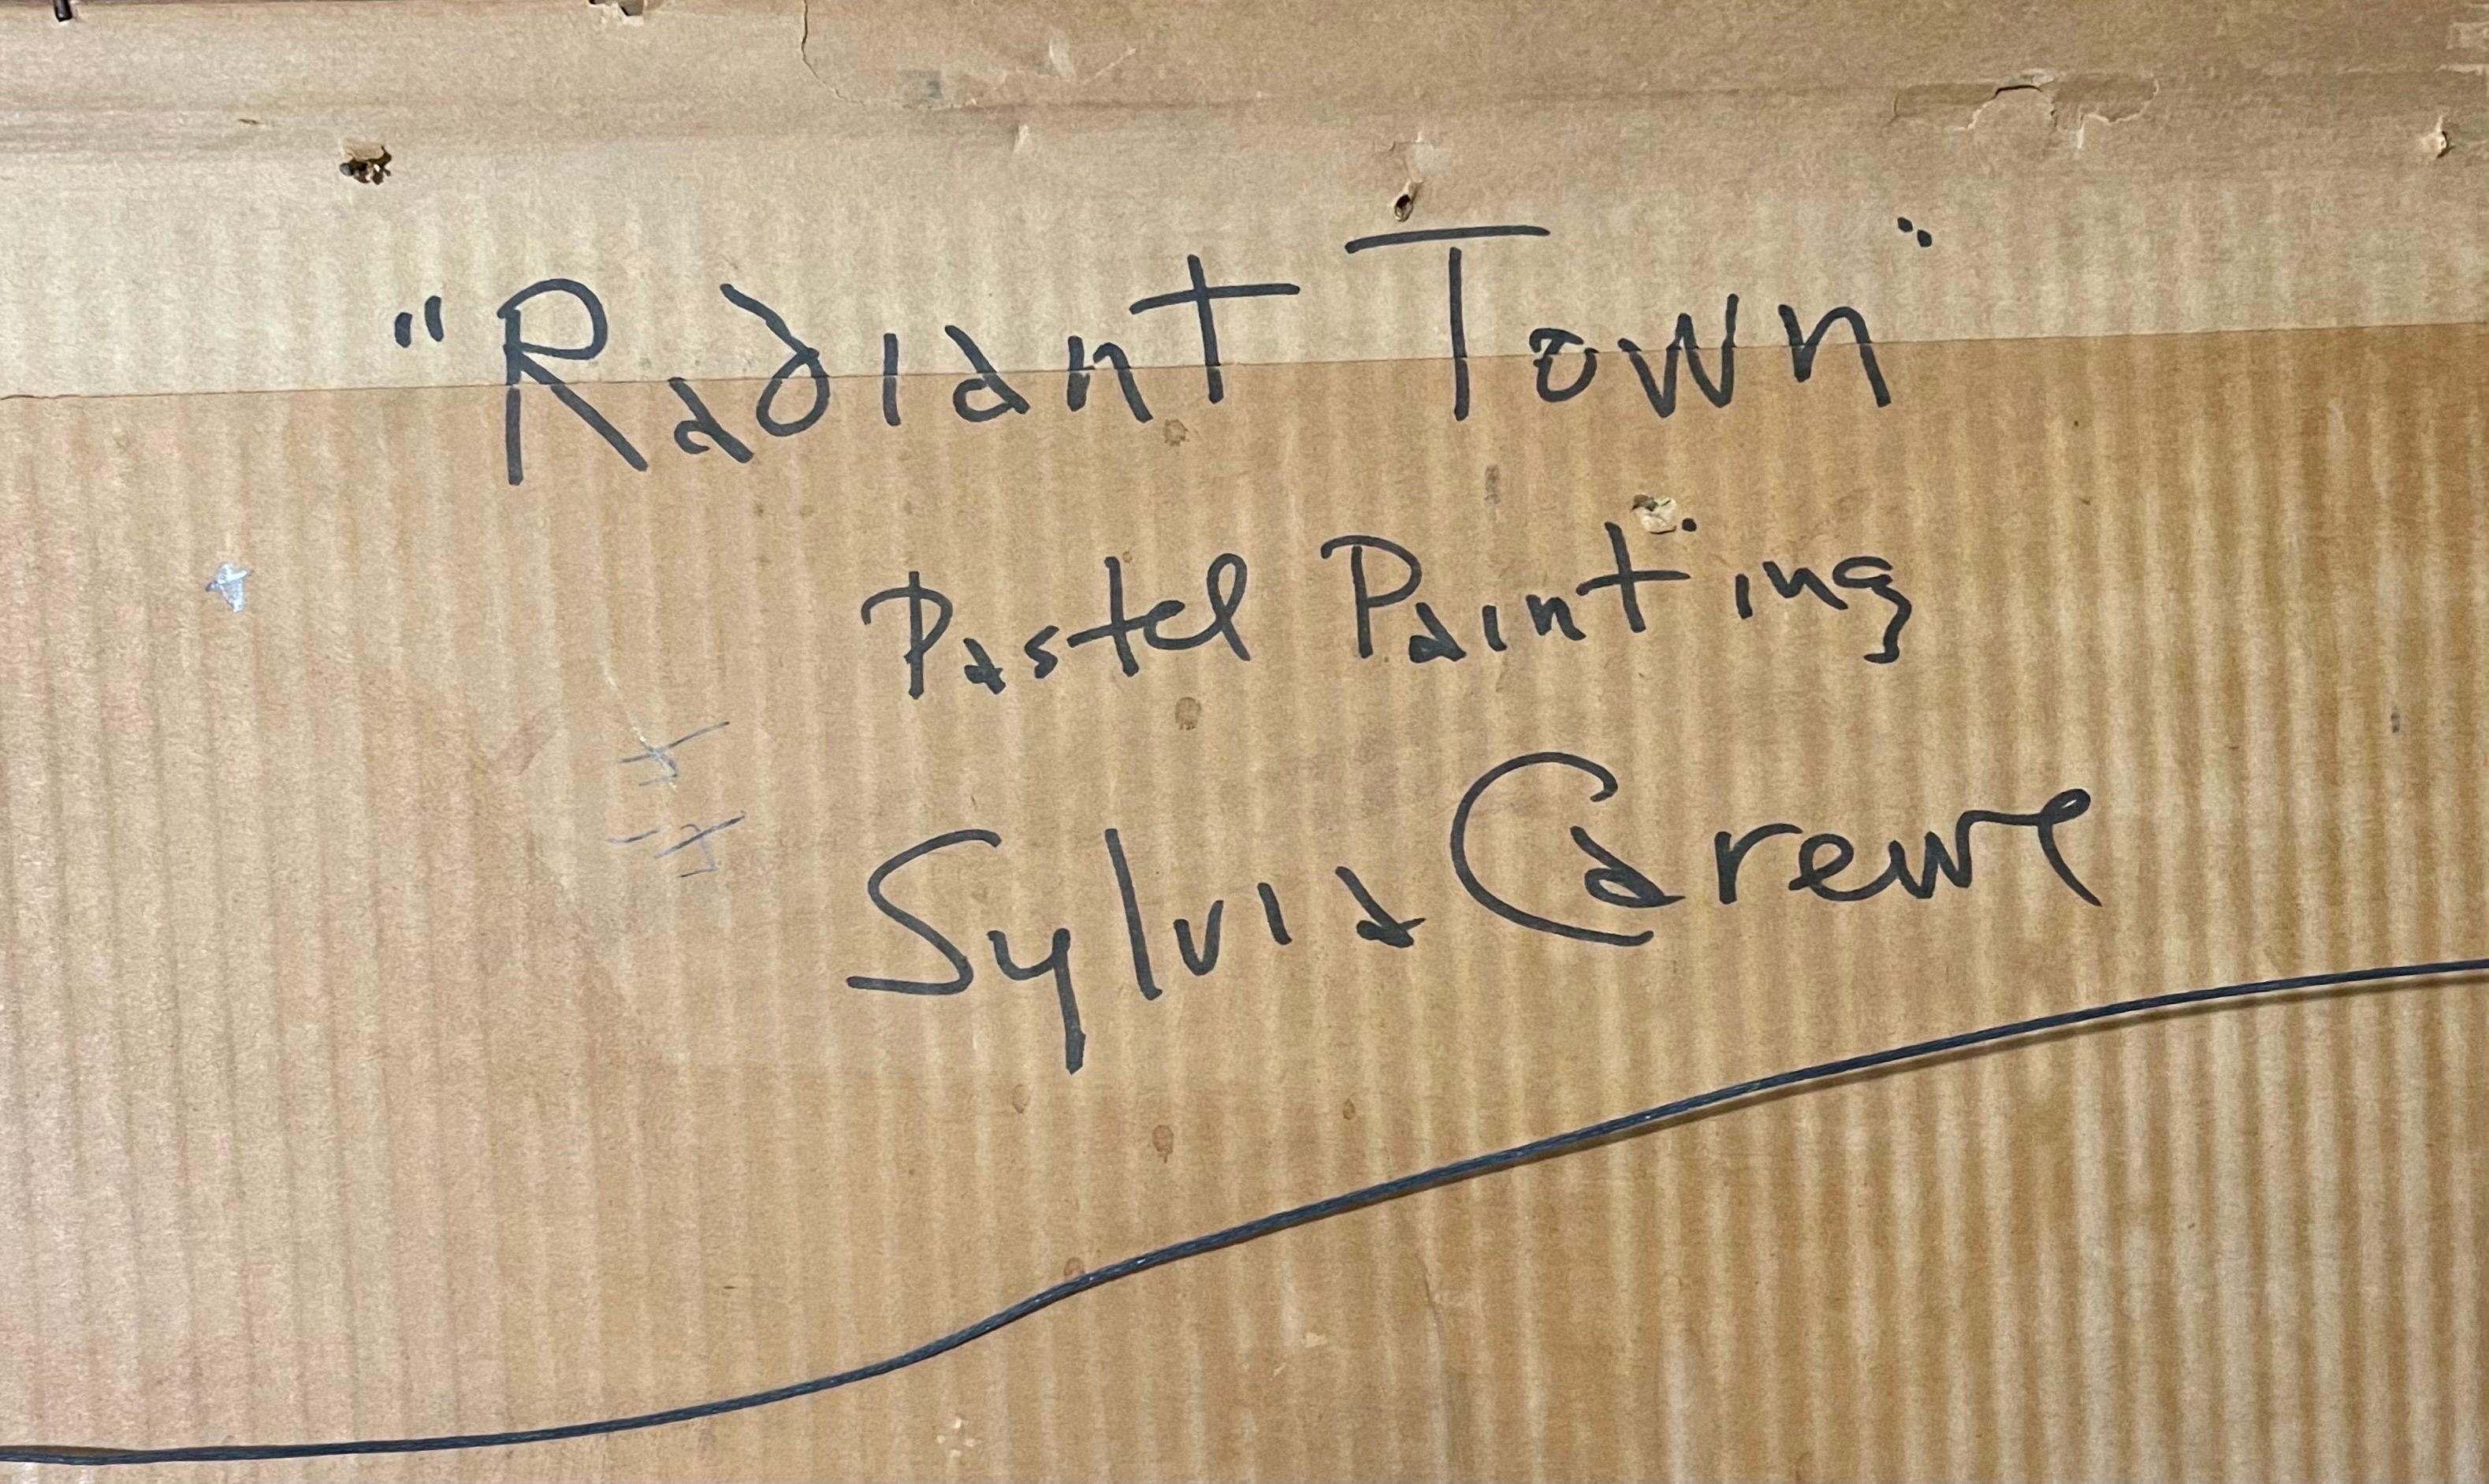 "Radiant Town"
Pastel Painting
Sylvia Carewe